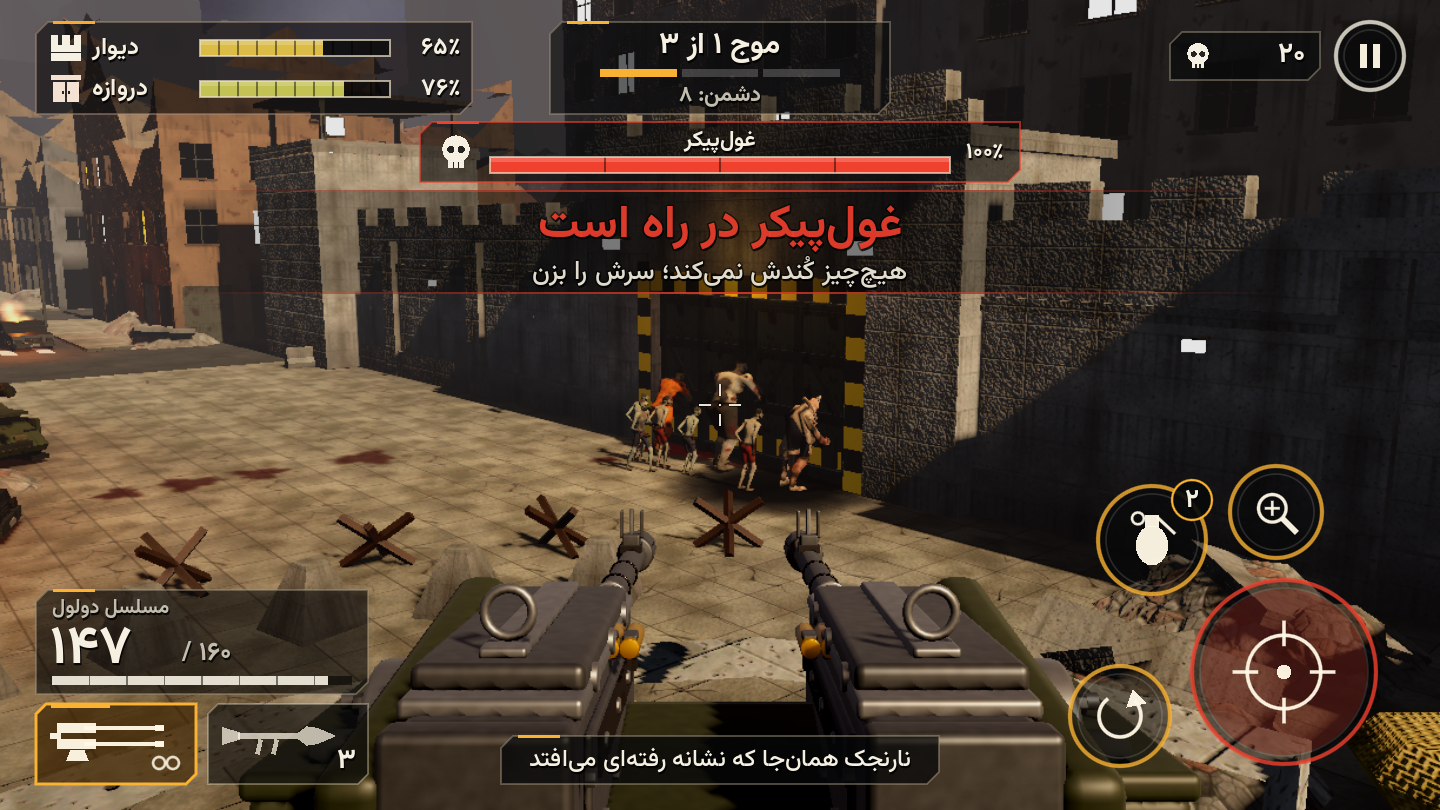 دیوار ۶۵٪
دروازه ۷۶٪
موج ۱ از ۳
دشمن: ۸
۲۰
غول‌پیکر
۱۰۰٪
غول‌پیکر در راه است
هیچ‌چیز کُندش نمی‌کند؛ سرش را بزن
۲
مسلسل دولول
۱۴۷ / ۱۶۰
∞
۳
نارنجک همان‌جا که نشانه رفته‌ای می‌افتد